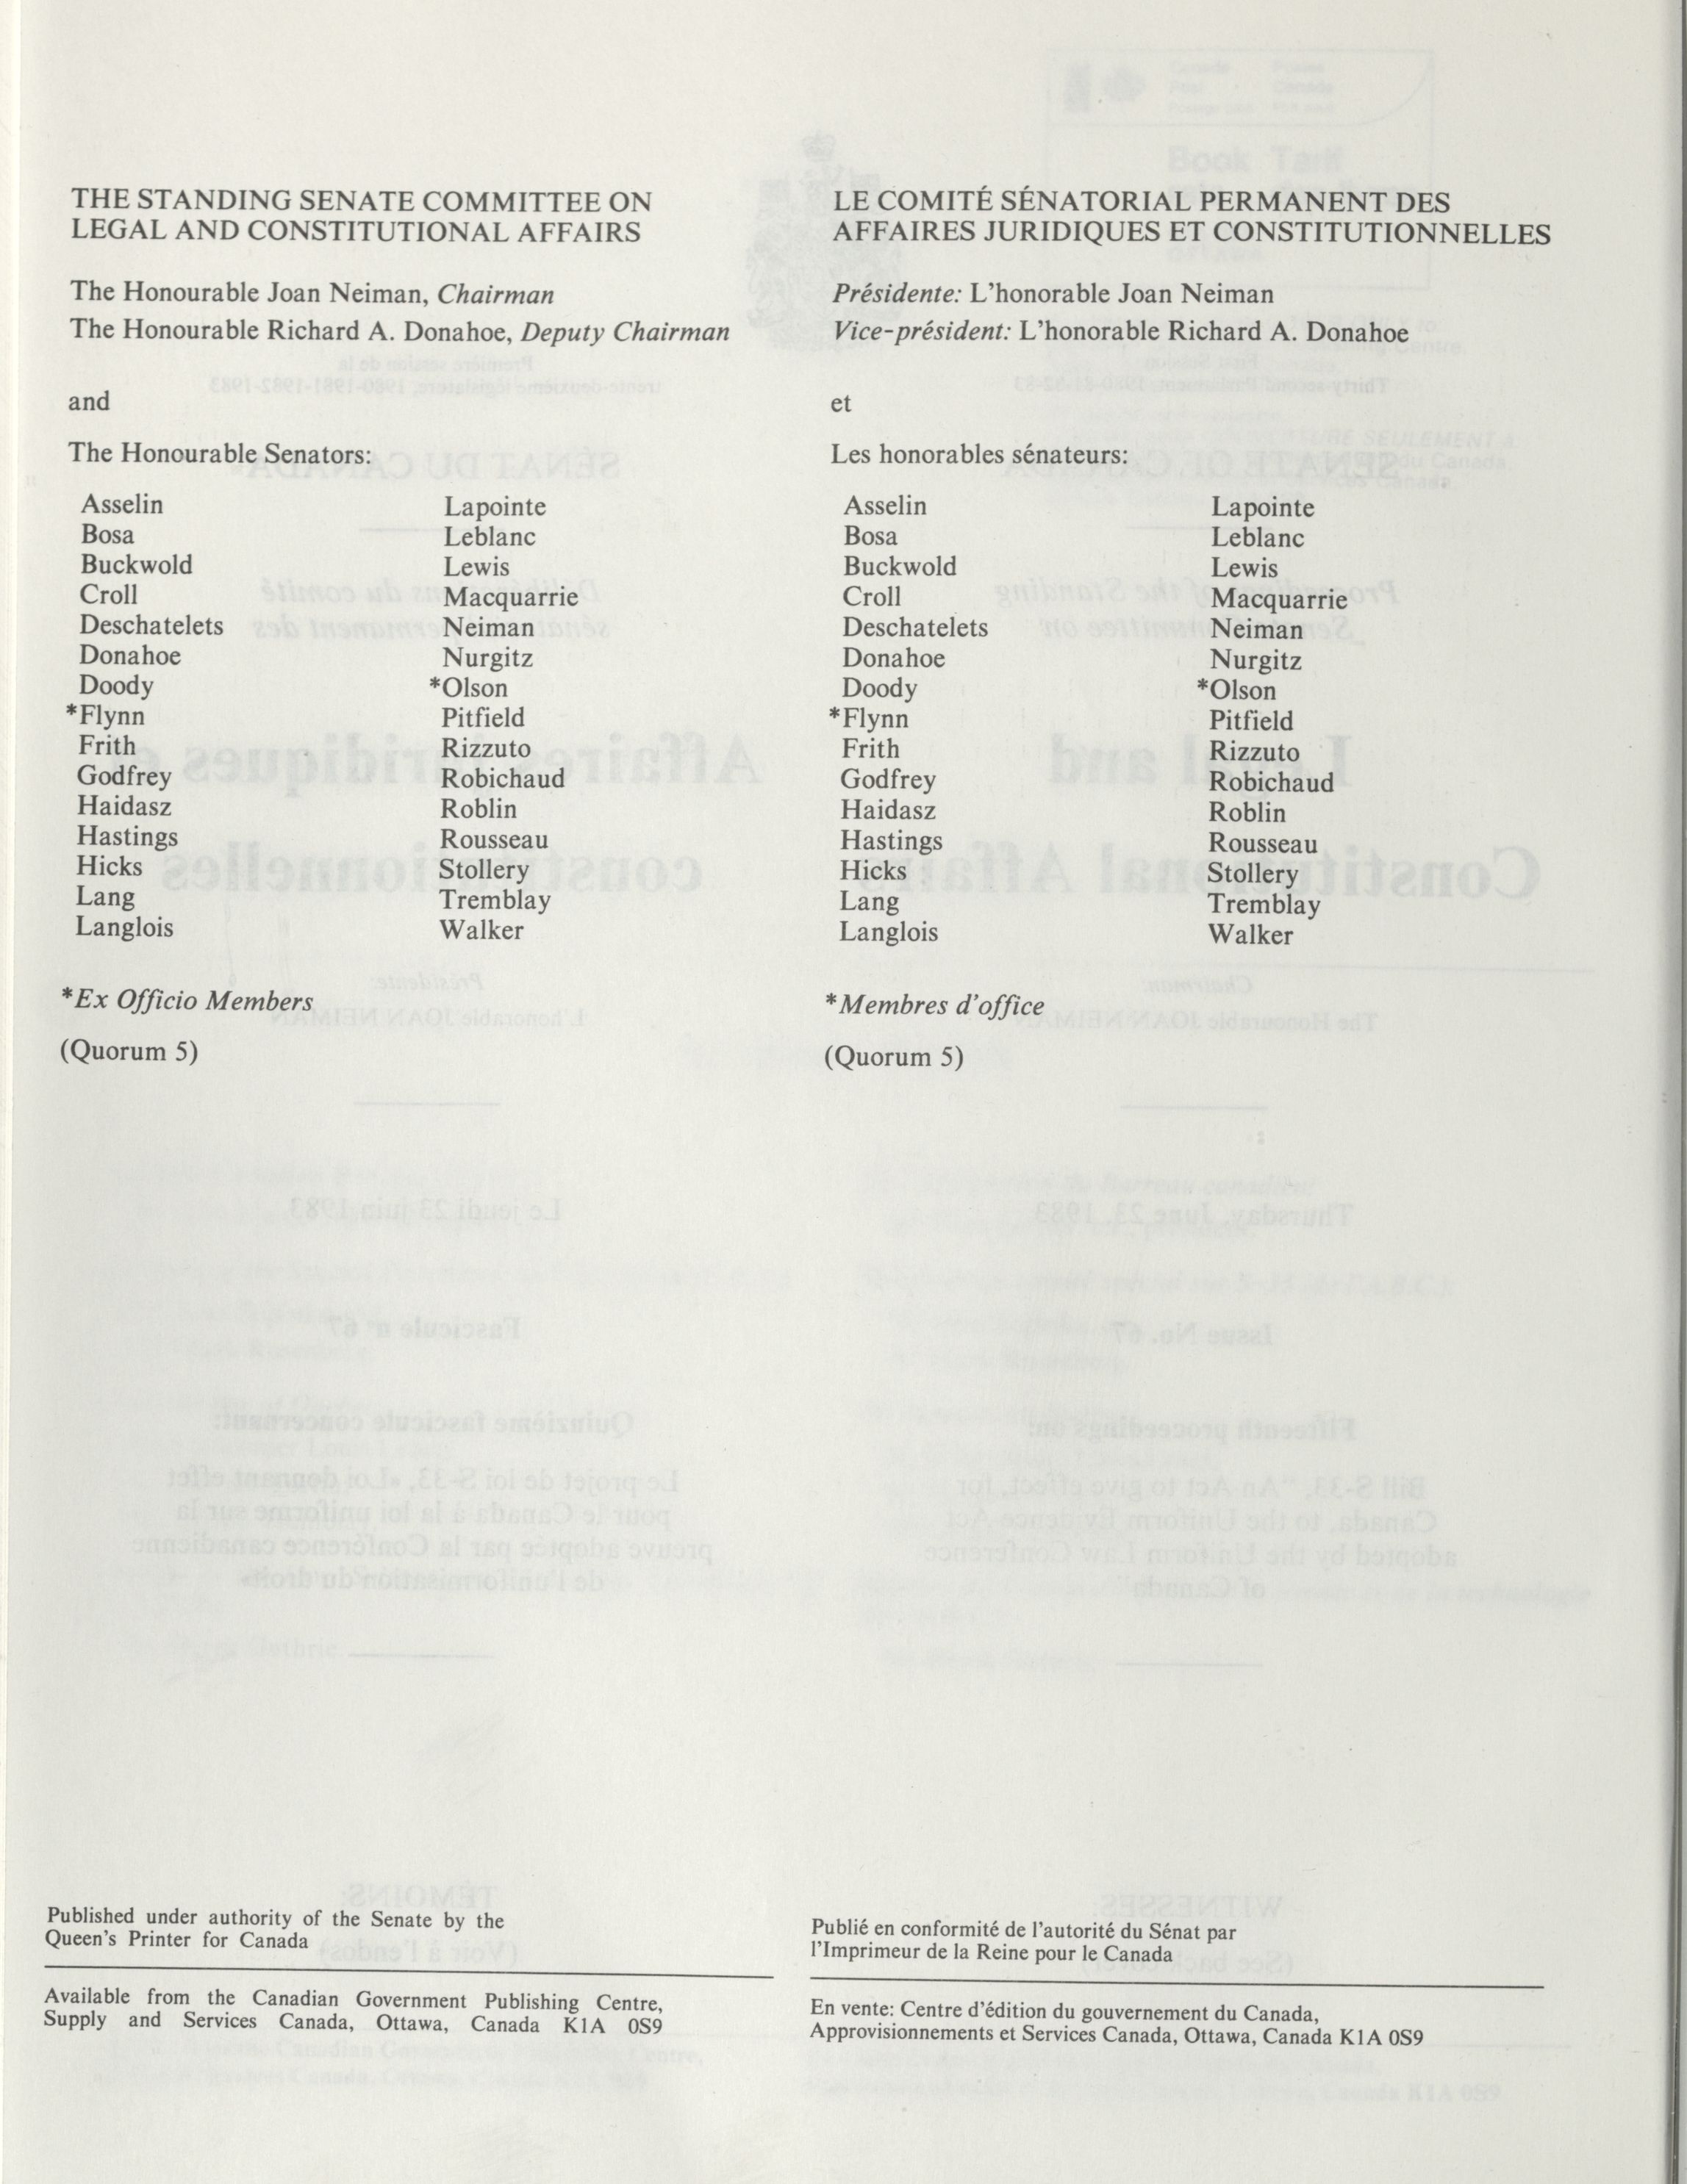 THE STANDING SENATE COMMITTEE ON
LEGAL AND CONSTITUTIONAL AFFAIRS
The Honourable Joan Neiman, Chairman
The Honourable Richard A. Donahoe, Deputy Chairman
and
The Honourable Senators:
Asselin
Bosa
Buckwold
Croll
Deschatelets
Donahoe
Doody
*Flynn
Frith
Godfrey
Haidasz
Hastings
Hicks
Lang
Langlois
Lapointe
Leblanc
Lewis
Macquarrie
Neiman
Nurgitz
*Olson
Pitfield
Rizzuto
Robichaud
Roblin
Rousseau
Stollery
Tremblay
Walker
*Ex Officio Members
(Quorum 5)
Published under authority of the Senate by the
Queen's Printer for Canada
Available from the Canadian Government Publishing Centre,
Supply and Services Canada, Ottawa, Canada K1A 0S9
LE COMITÉ SÉNATORIAL PERMANENT DES
AFFAIRES JURIDIQUES ET CONSTITUTIONNELLES
Présidente: L'honorable Joan Neiman
Vice-président: L'honorable Richard A. Donahoe
et
Les honorables sénateurs:
Asselin
Bosa
Buckwold
Croll
Deschatelets
Donahoe
Doody
*Flynn
Frith
Godfrey
Haidasz
Hastings
Hicks
Lang
Langlois
Lapointe
Leblanc
Lewis
Macquarrie
Neiman
Nurgitz
*Olson
Pitfield
Rizzuto
Robichaud
Roblin
Rousseau
Stollery
Tremblay
Walker
*Membres d'office
(Quorum 5)
Publié en conformité de l'autorité du Sénat par
l'Imprimeur de la Reine pour le Canada
En vente: Centre d'édition du gouvernement du Canada,
Approvisionnements et Services Canada, Ottawa, Canada K1A 0S9